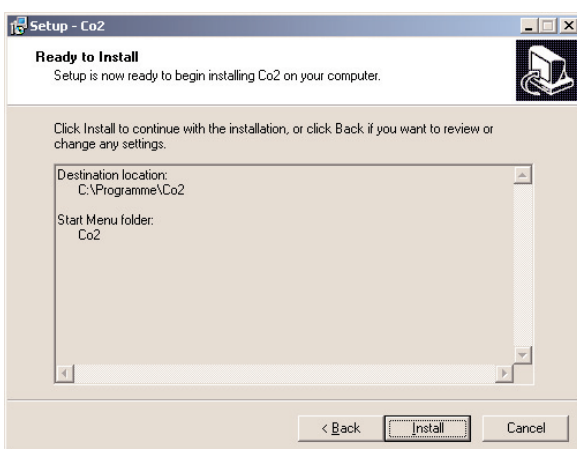 Setup - Co2
Ready to Install
Setup is now ready to begin installing Co2 on your computer.
Click Install to continue with the installation, or click Back if you want to review or
change any settings.
Destination location:
C:\Programme\Co2
Start Menu folder:
Co2
< Back
Install
Cancel